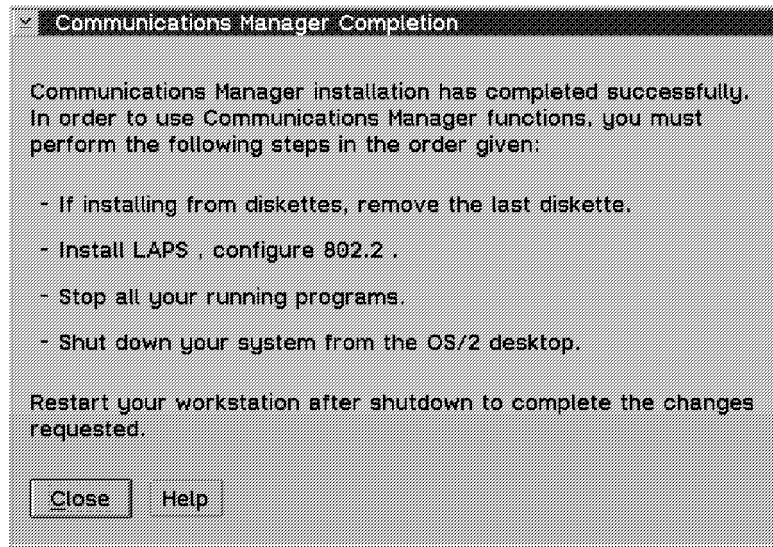 Communications Manager Completion
Communications Manager installation has completed successfully.
In order to use Communications Manager functions, you must
perform the following steps in the order given:
- If installing from diskettes, remove the last diskette.
- Install LAPS , configure 802.2 .
- Stop all your running programs.
- Shut down your system from the OS/2 desktop.
Restart your workstation after shutdown to complete the changes
requested.
Close Help